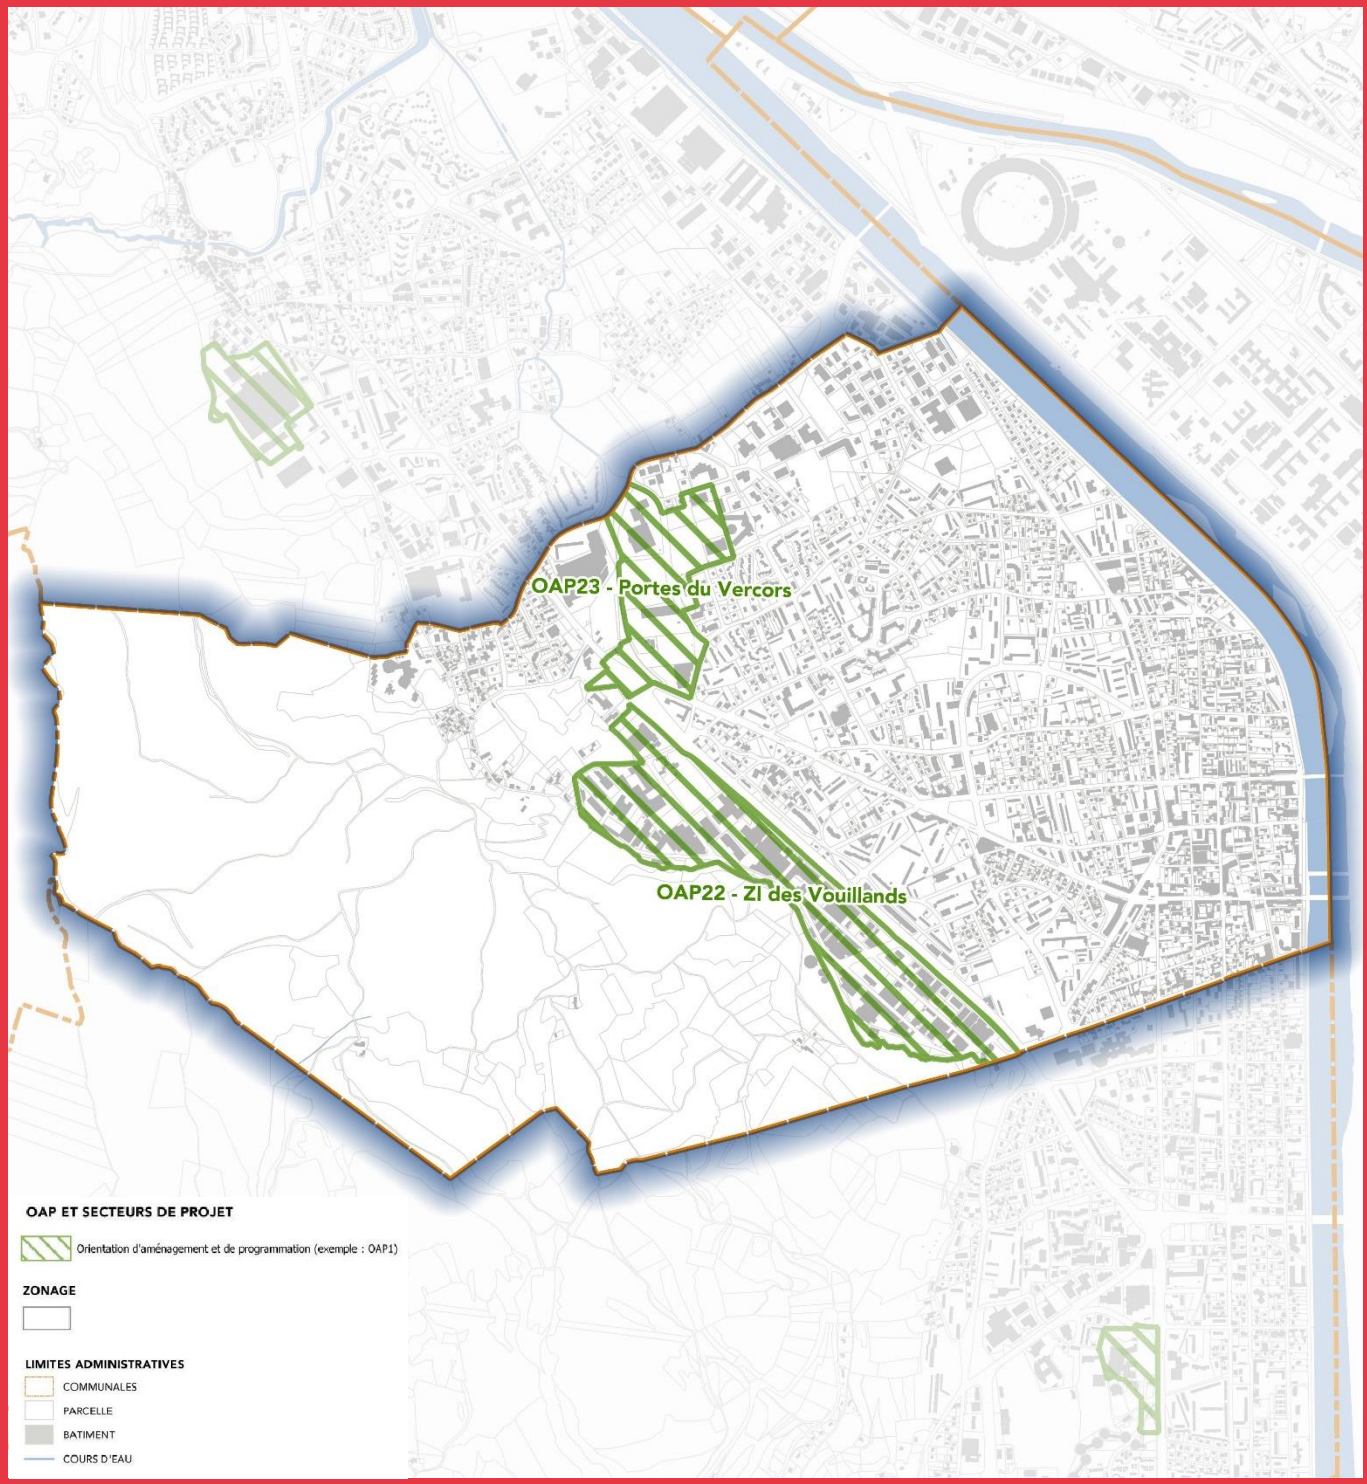 OAP23 - Portes du Vercors
OAP22 - ZI des Vouillands
OAP ET SECTEURS DE PROJET
Orientation d'aménagement et de programmation (exemple : OAP1)
ZONAGE
LIMITES ADMINISTRATIVES
COMMUNALES
PARCELLE
BATIMENT
COURS D'EAU